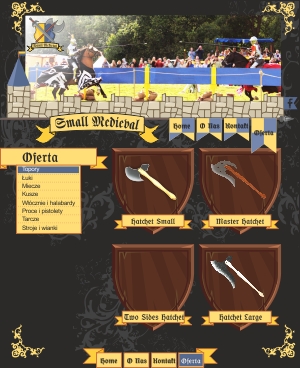 Small Medieval
Home
O Nas
Kontakt
Oferta
Oferta
Topory
Łuki
Miecze
Kusze
Włócznie i halabardy
Proce i pistolety
Tarcze
Stroje i wianki
Hatchet Small
Master Hatchet
Two Sides Hatchet
Hatchet Large
Home
O Nas
Kontakt
Oferta